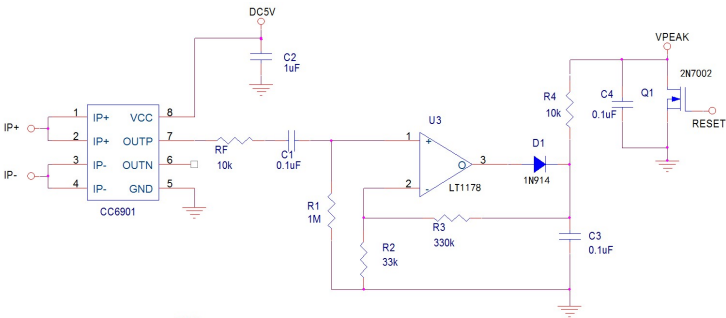 DC5V
C2
1uF
VPEAK
2N7002
R4
10k
C4
0.1uF
Q1
RESET
IP+
IP-
1 IP+ VCC 8
2 IP+ OUTP 7
3 IP- OUTN 6
4 IP- GND 5
CC6901
RF
10k
C1
0.1uF
U3
1
+
2
-
O
3
LT1178
D1
1N914
R1
1M
R2
33k
R3
330k
C3
0.1uF